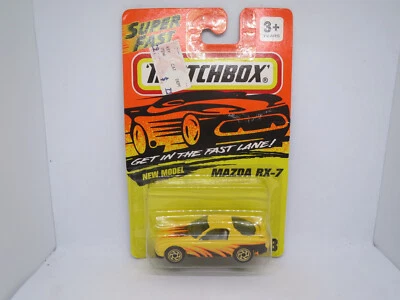 SUPER
FAST
3+
MATCHBOX
GET IN THE FAST LANE!
NEW MODEL
MAZDA RX-7